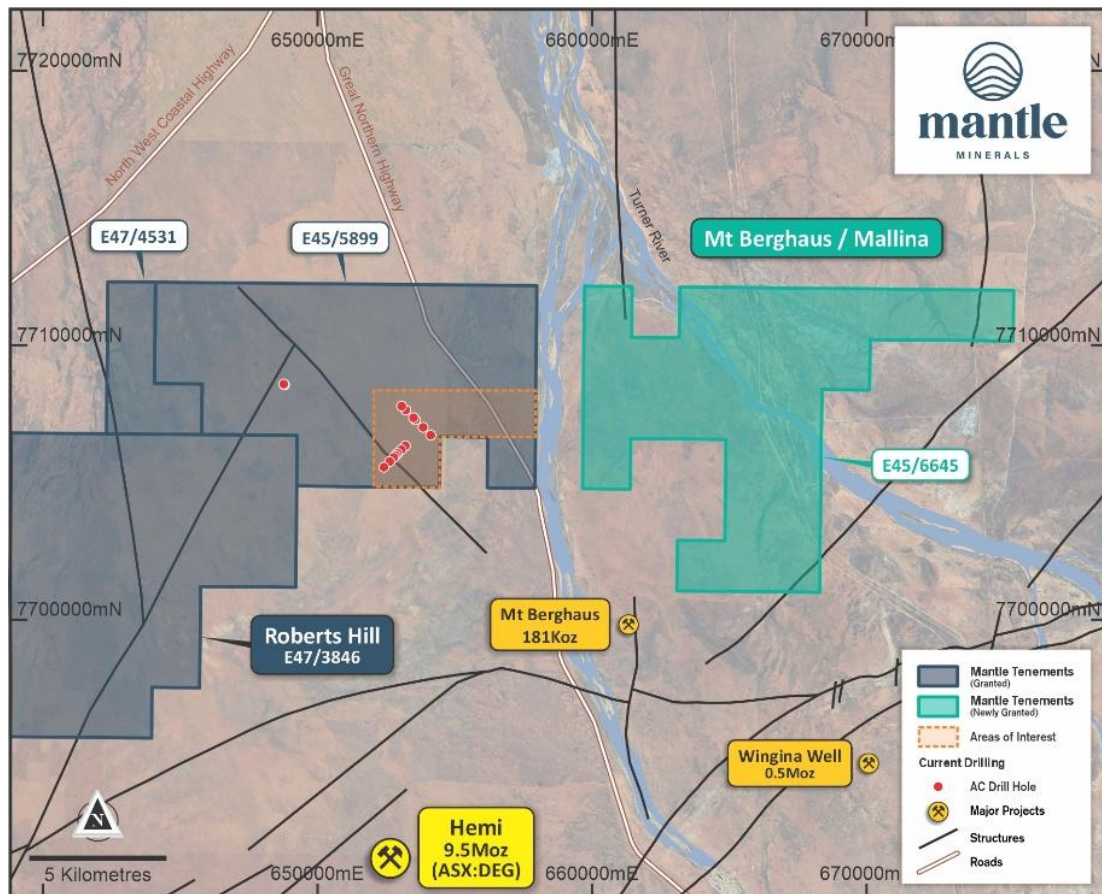 650000mE
660000mE
670000m
7720000mN
North West Coastal Highway
Great Northern Highway
mantle
MINERALS
Turner River
E47/4531
E45/5899
Mt Berghaus / Mallina
7710000mN
7710000mN
E45/6645
7700000mN
7700000mN
Mt Berghaus
181Koz
Roberts Hill
E47/3846
Wingina Well
0.5Moz
Hemi
9.5Moz
(ASX:DEG)
N
5 Kilometres
650000mE
660000mE
670000m
Mantle Tenements
(Granted)
Mantle Tenements
(Newly Granted)
Areas of Interest
Current Drilling
AC Drill Hole
Major Projects
Structures
Roads